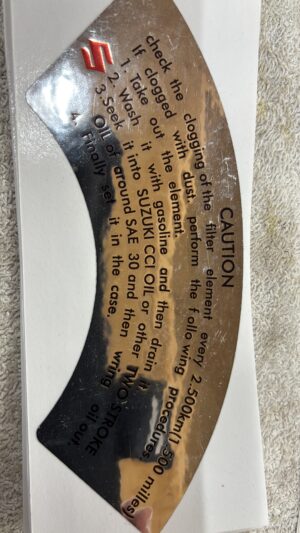 CAUTION
check the clogging of the filter element every 2.500km(1.500 milles)
If clogged with dust. perform the following procedures.
1. Take out the element.
2. Wash it with gasoline and then drain it.
3. Seek it into SUZUKI CCI OIL or other TWO STROKE
OIL of around SAE 30 and then wring oil out.
4. Finally set it in the case.